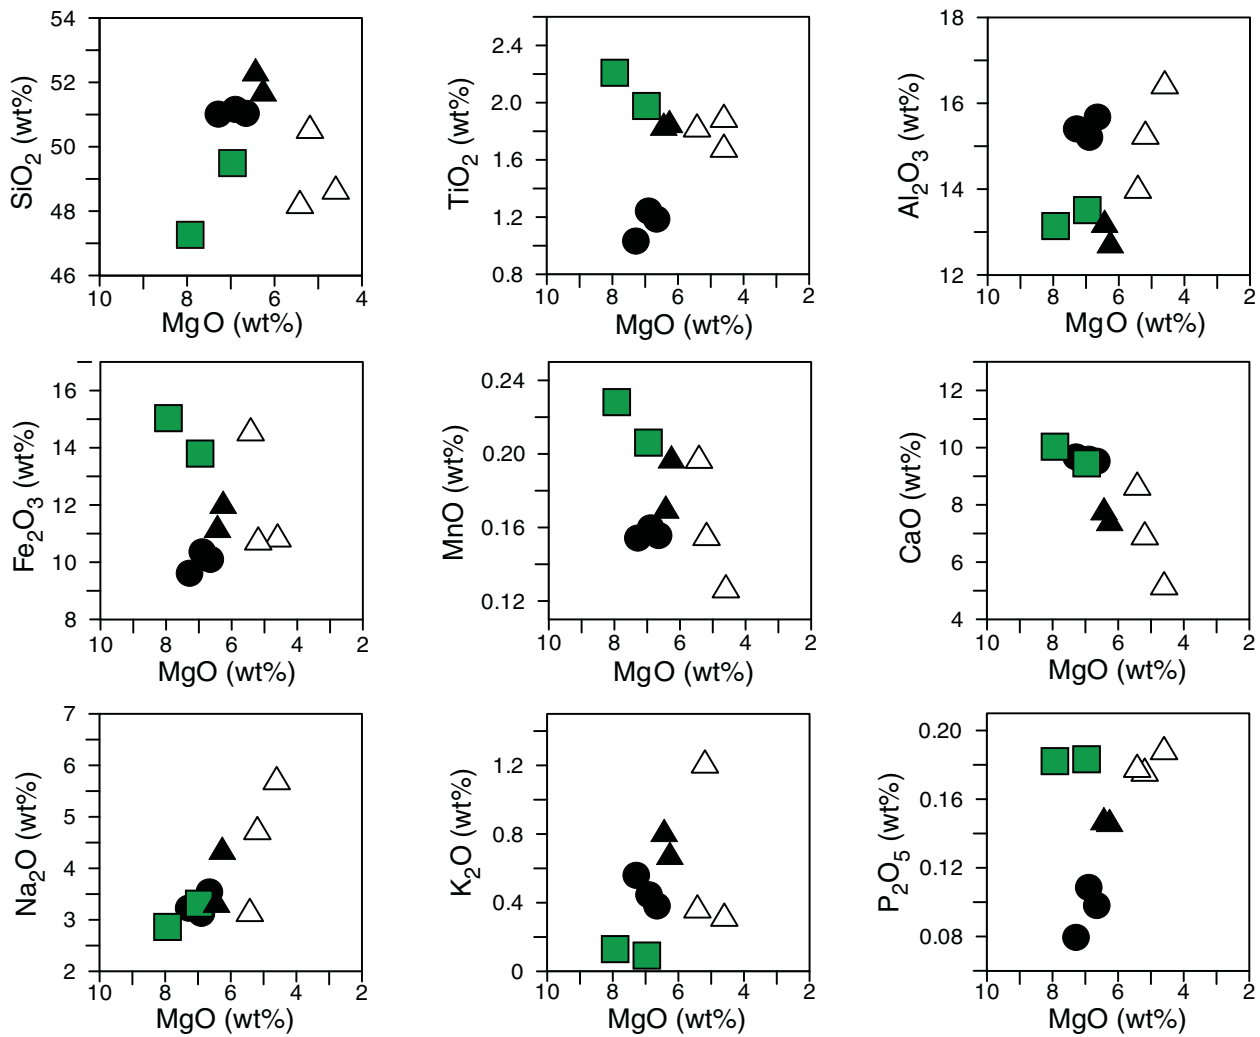 54
52
50
48
46
SiO2 (wt%)
10 8 6 4
MgO (wt%)
2.4
2.0
1.6
1.2
0.8
TiO2 (wt%)
10 8 6 4 2
MgO (wt%)
18
16
14
12
Al2O3 (wt%)
10 8 6 4 2
MgO (wt%)
16
14
12
10
8
Fe2O3 (wt%)
10 8 6 4 2
MgO (wt%)
0.24
0.20
0.16
0.12
MnO (wt%)
10 8 6 4 2
MgO (wt%)
12
10
8
6
4
CaO (wt%)
10 8 6 4 2
MgO (wt%)
7
6
5
4
3
2
Na2O (wt%)
10 8 6 4 2
MgO (wt%)
1.2
0.8
0.4
0
K2O (wt%)
10 8 6 4 2
MgO (wt%)
0.20
0.16
0.12
0.08
P2O5 (wt%)
10 8 6 4 2
MgO (wt%)